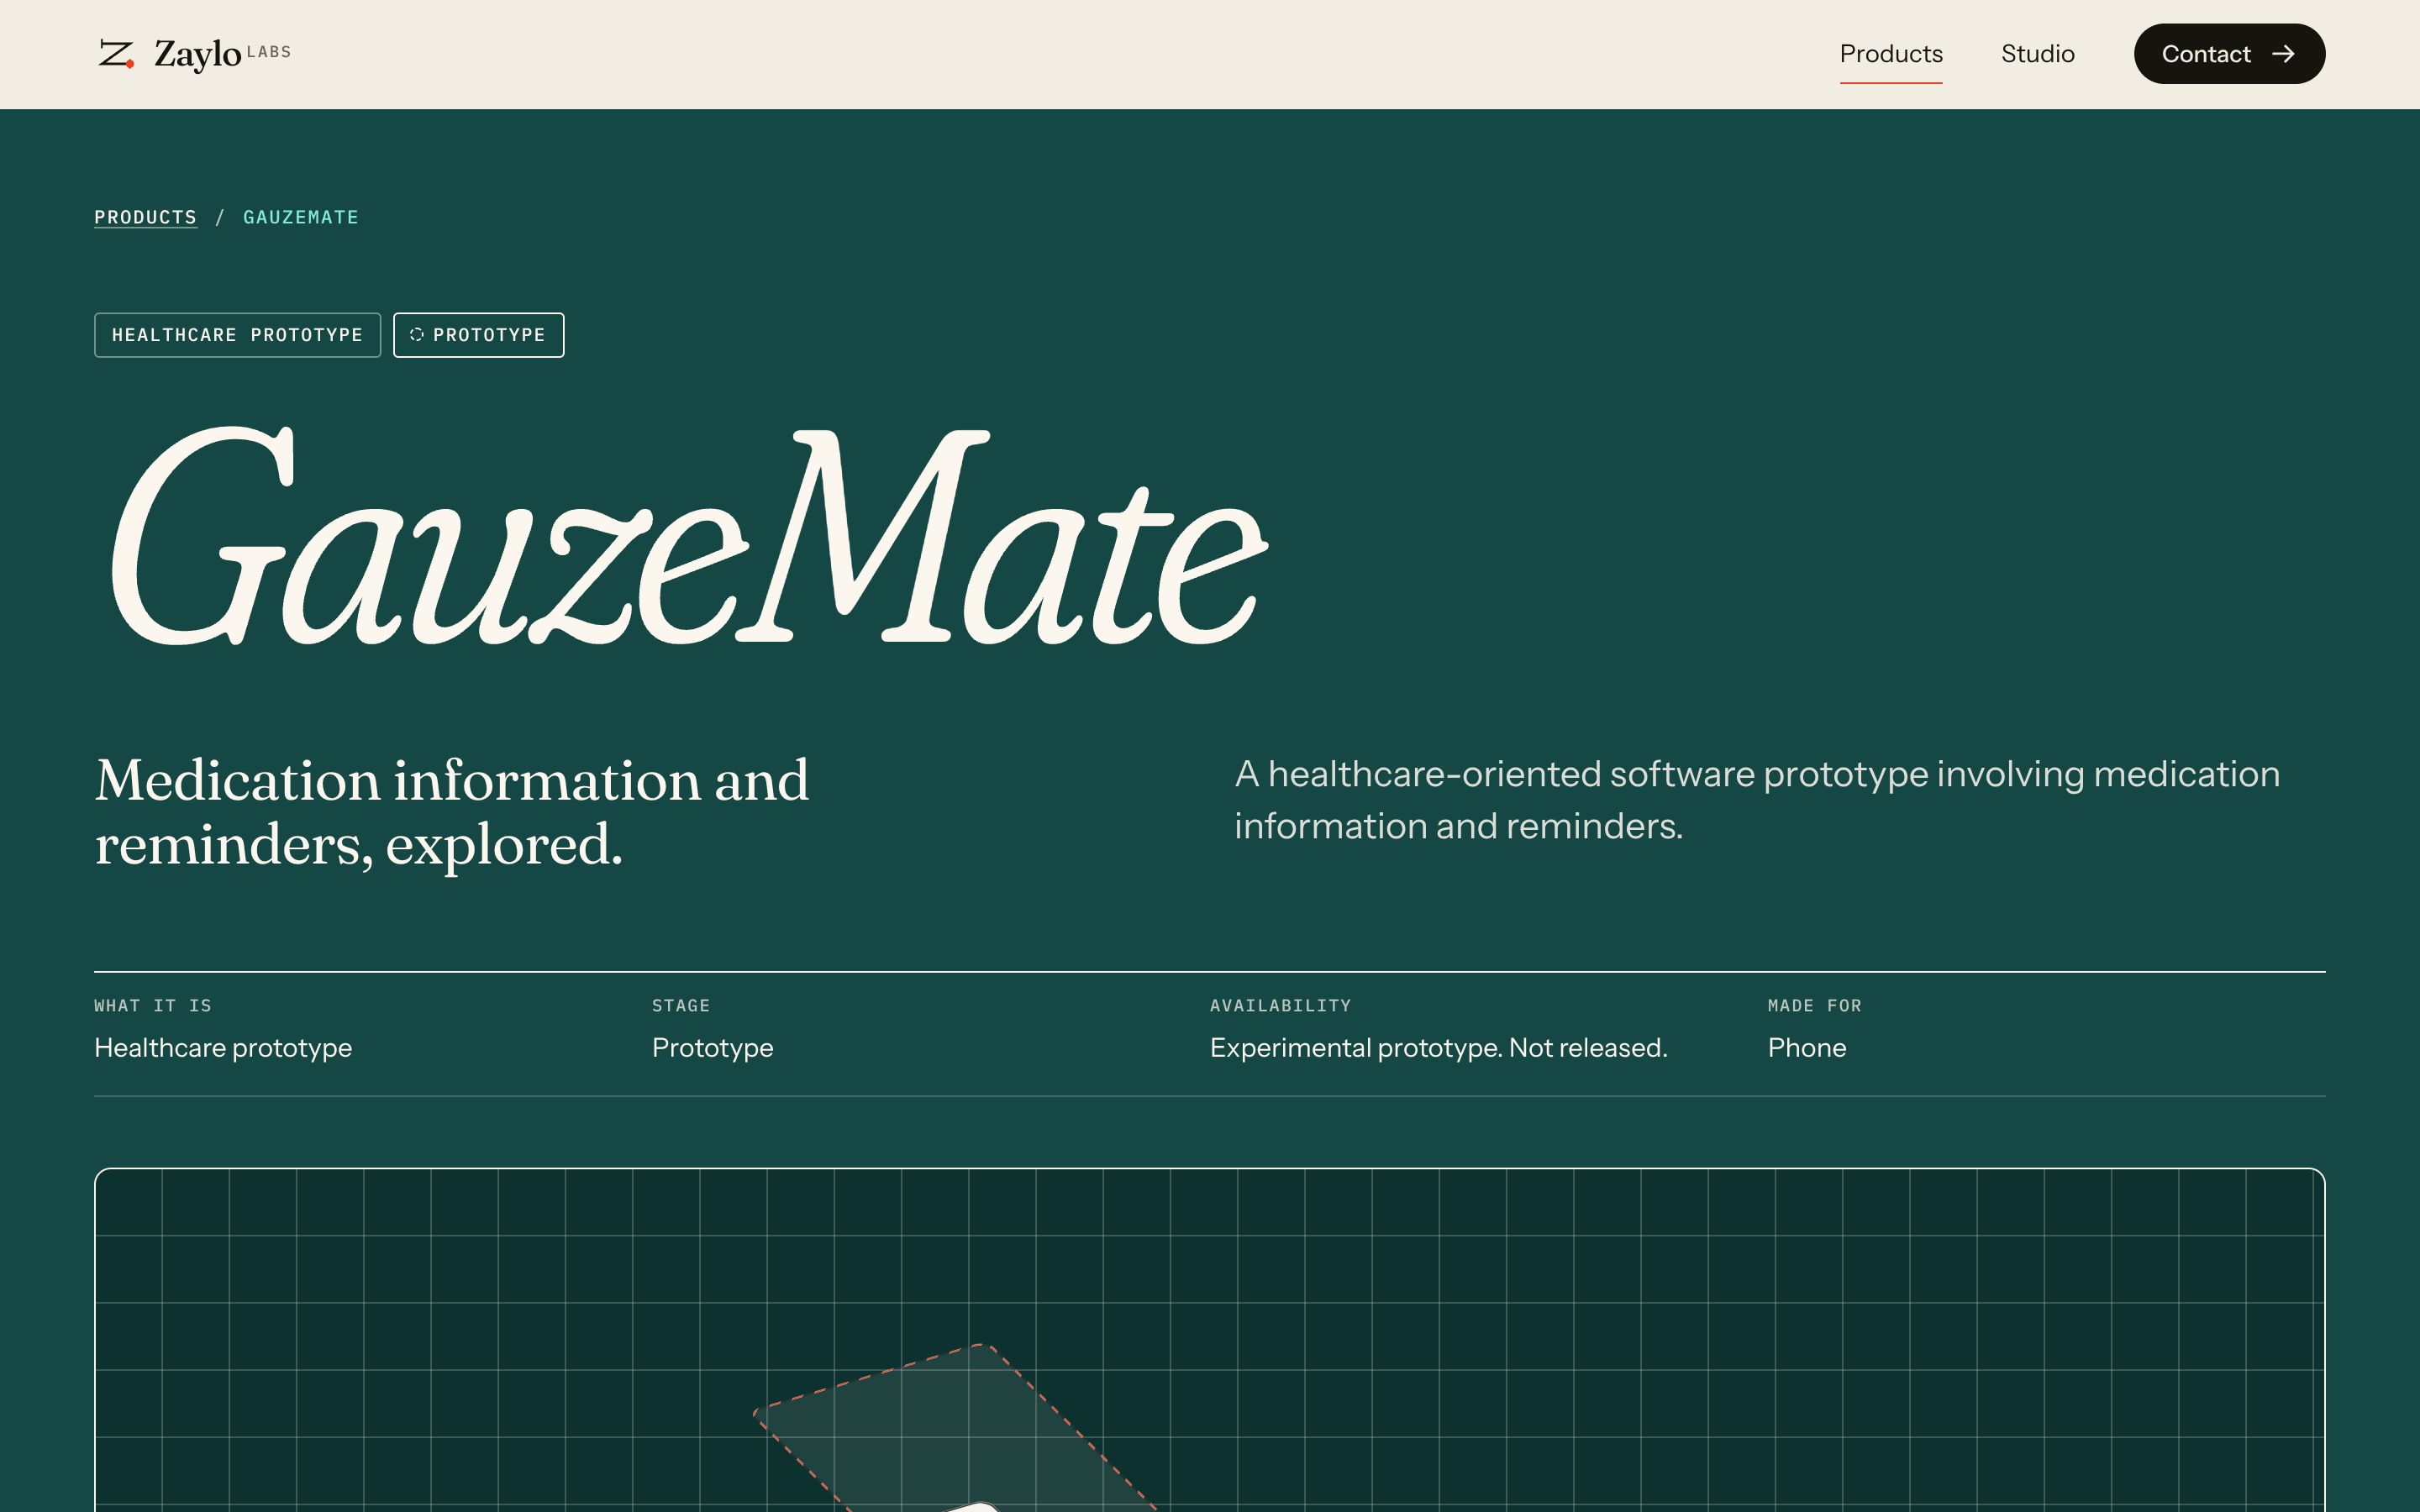 Zaylo LABS
Products
Studio
Contact →
PRODUCTS / GAUZEMATE
HEALTHCARE PROTOTYPE
PROTOTYPE
GauzeMate
Medication information and
reminders, explored.
A healthcare-oriented software prototype involving medication
information and reminders.
WHAT IT IS
Healthcare prototype
STAGE
Prototype
AVAILABILITY
Experimental prototype. Not released.
MADE FOR
Phone